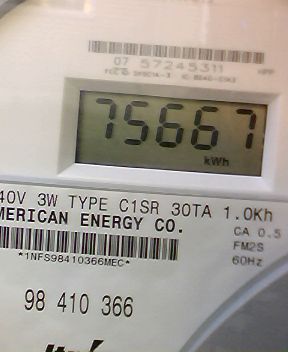 07 57245311
75667
kWh
40V 3W TYPE C1SR 30TA 1.0Kh
MERICAN ENERGY CO.
CA 0.5
FM2S
60Hz
*1NFS98410366MEC*
98 410 366